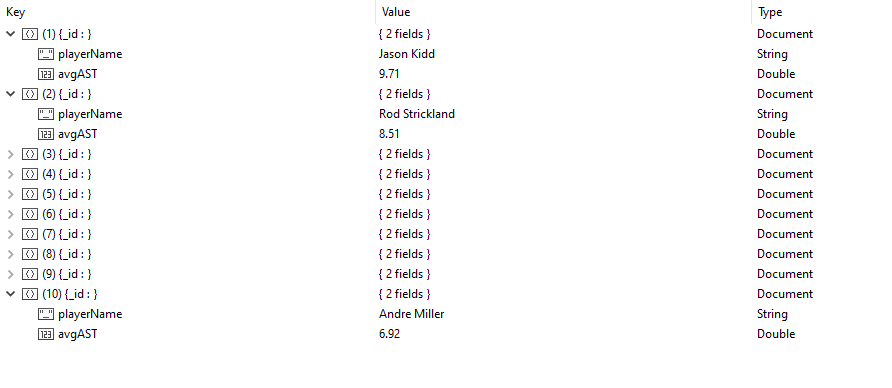 Key Value Type
(1) {_id : } { 2 fields } Document
"_" playerName Jason Kidd String
123 avgAST 9.71 Double
(2) {_id : } { 2 fields } Document
"_" playerName Rod Strickland String
123 avgAST 8.51 Double
(3) {_id : } { 2 fields } Document
(4) {_id : } { 2 fields } Document
(5) {_id : } { 2 fields } Document
(6) {_id : } { 2 fields } Document
(7) {_id : } { 2 fields } Document
(8) {_id : } { 2 fields } Document
(9) {_id : } { 2 fields } Document
(10) {_id : } { 2 fields } Document
"_" playerName Andre Miller String
123 avgAST 6.92 Double